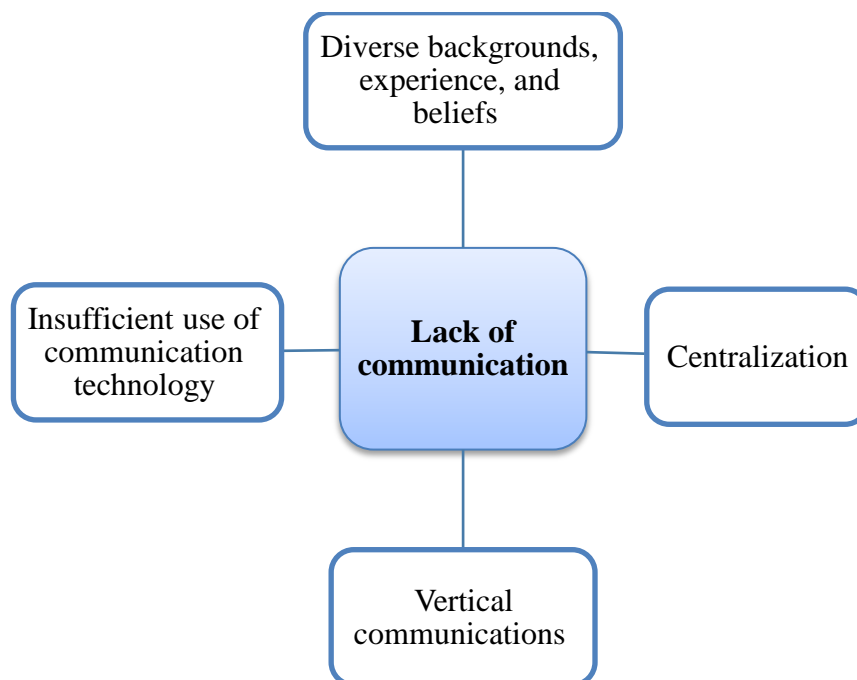 Diverse backgrounds,
experience, and
beliefs
Insufficient use of
communication
technology
Lack of
communication
Centralization
Vertical
communications